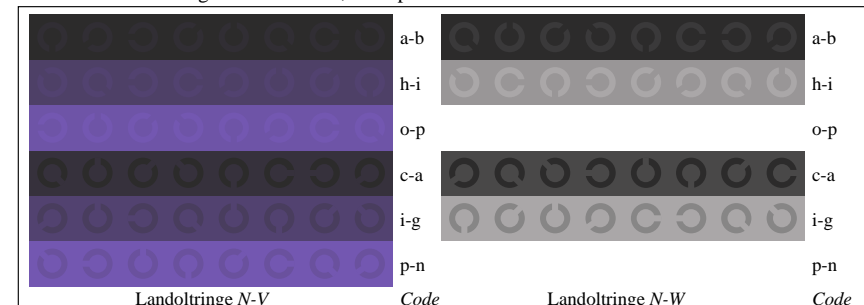 a-b a-b
h-i h-i
o-p o-p
c-a c-a
i-g i-g
p-n p-n
Landoltringe N-V Code Landoltringe N-W Code